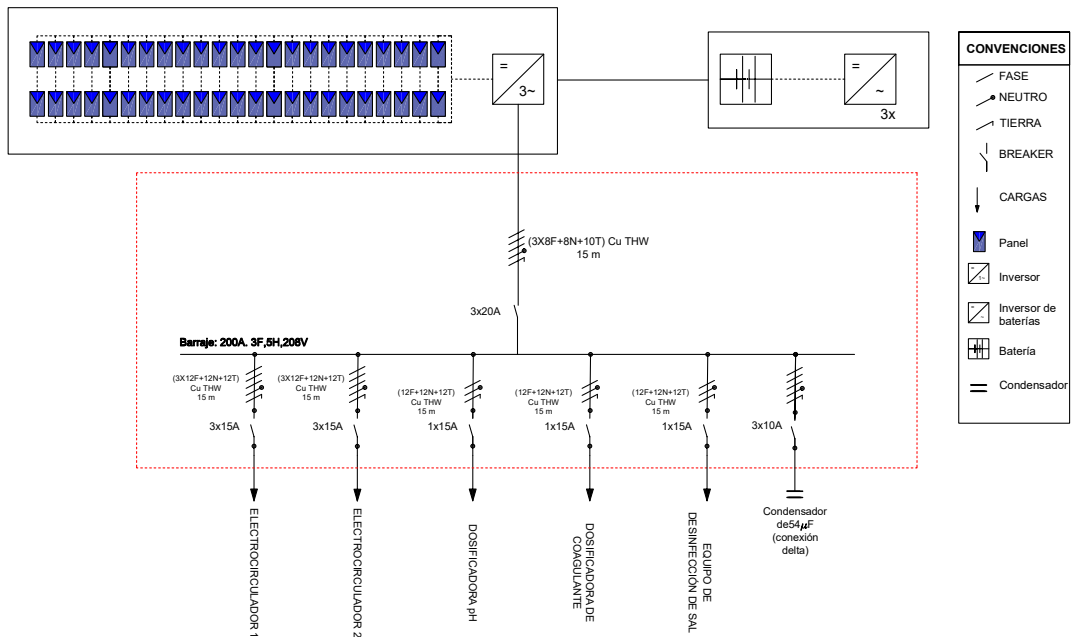 =
3~
=
~
3x
CONVENCIONES
FASE
NEUTRO
TIERRA
BREAKER
CARGAS
Panel
Inversor
Inversor de
baterías
Batería
Condensador
(3X8F+8N+10T) Cu THW
15 m
3x20A
Barraje: 200A. 3F,5H,208V
(3X12F+12N+12T)
Cu THW
15 m
3x15A
(3X12F+12N+12T)
Cu THW
15 m
3x15A
(12F+12N+12T)
Cu THW
15 m
1x15A
(12F+12N+12T)
Cu THW
15 m
1x15A
(12F+12N+12T)
Cu THW
15 m
1x15A
3x10A
ELECTROCIRCULADOR 1
ELECTROCIRCULADOR 2
DOSIFICADORA pH
DOSIFICADORA DE
COAGULANTE
EQUIPO DE
DESINFECCIÓN DE SAL
Condensador
de54µF
(conexión
delta)